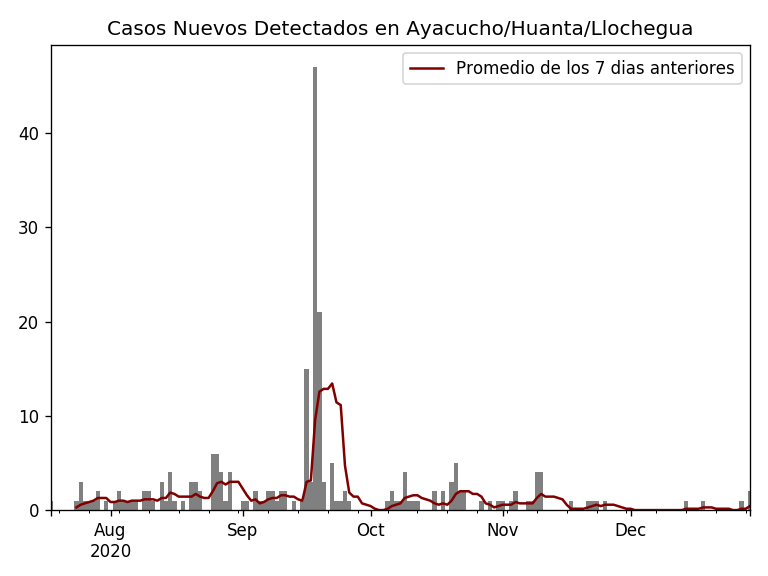 Casos Nuevos Detectados en Ayacucho/Huanta/Llochegua
Promedio de los 7 dias anteriores
40
30
20
10
0
Aug Sep Oct Nov Dec
2020